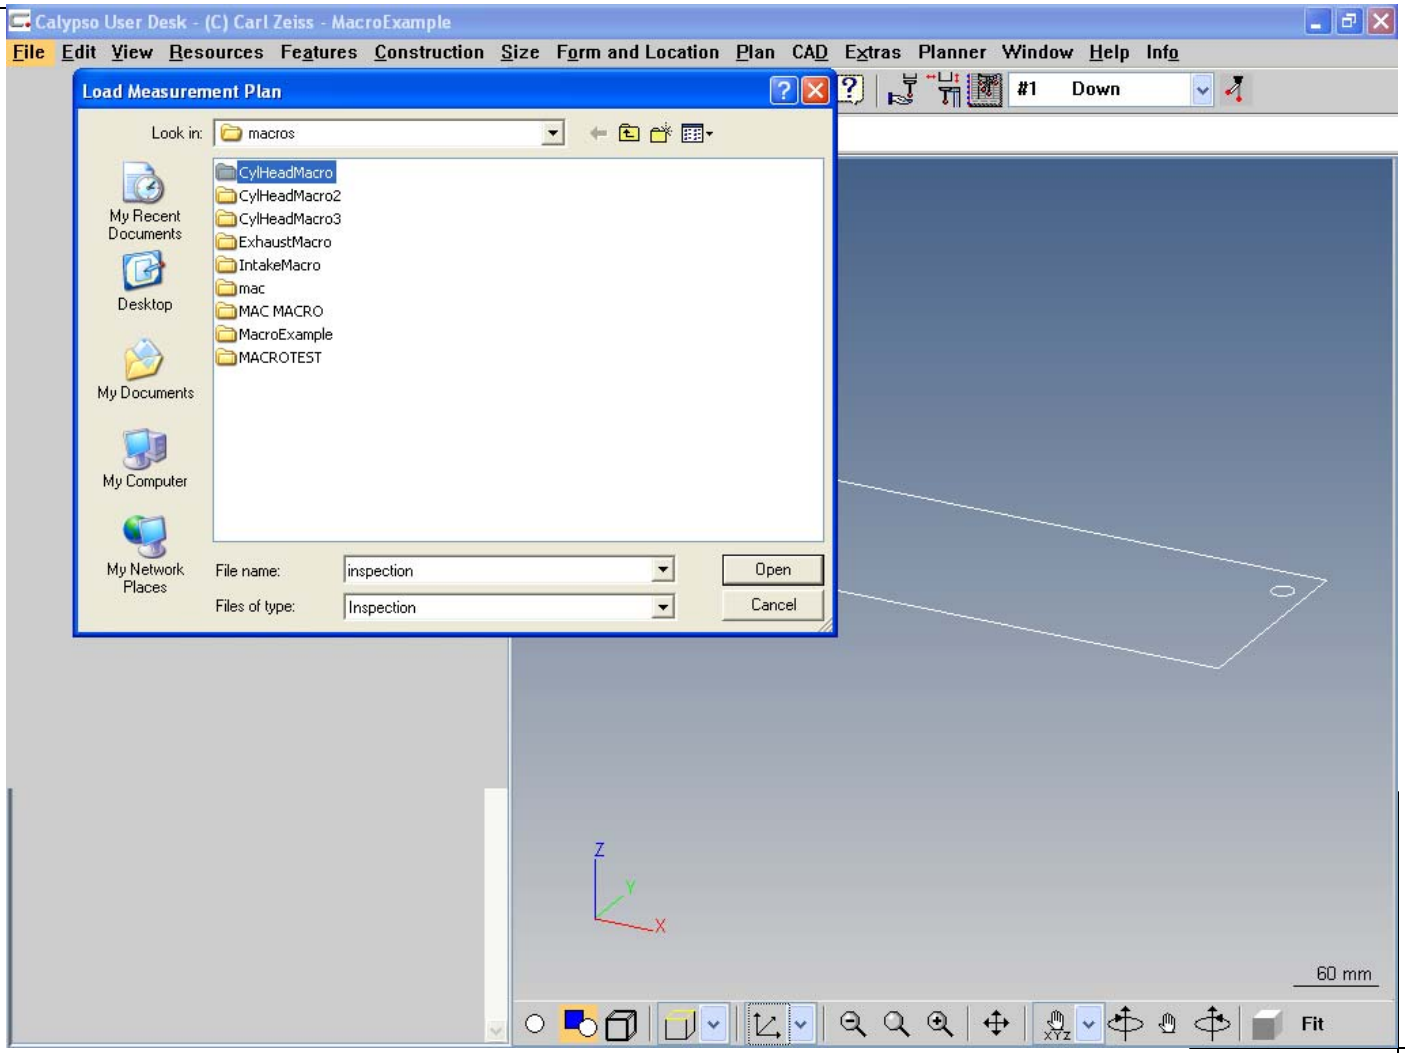 Calypso User Desk - (C) Carl Zeiss - MacroExample
File Edit View Resources Features Construction Size Form and Location Plan CAD Extras Planner Window Help Info
Load Measurement Plan
#1 Down
Look in: macros
CylHeadMacro
CylHeadMacro2
CylHeadMacro3
ExhaustMacro
IntakeMacro
mac
MAC MACRO
MacroExample
MACROTEST
My Recent
Documents
Desktop
My Documents
My Computer
My Network
Places
File name: inspection Open
Files of type: Inspection Cancel
Z
Y
X
60 mm
XYZ
Fit